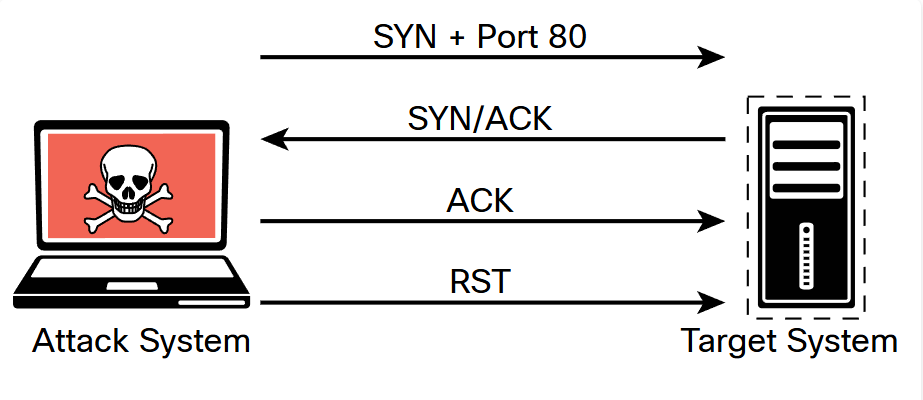 SYN + Port 80
SYN/ACK
ACK
RST
Attack System
Target System